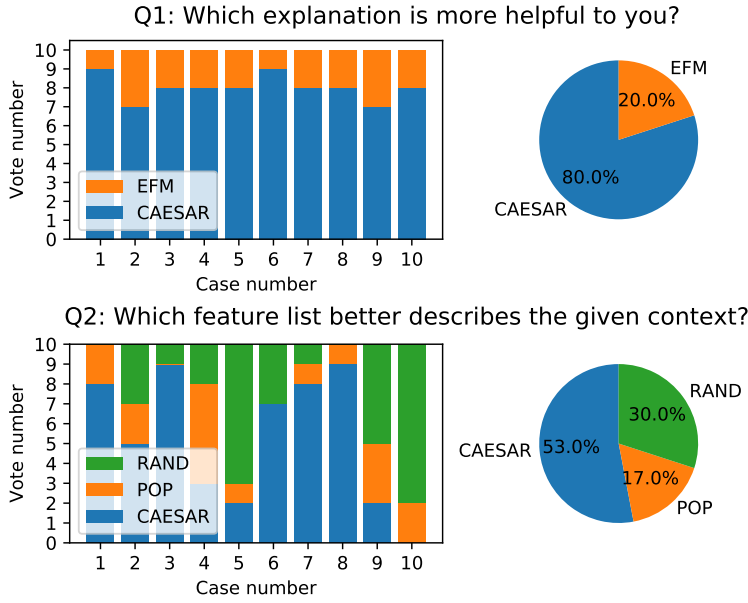 Q1: Which explanation is more helpful to you?
Vote number
10
9
8
7
6
5
4
3
2
1
0
EFM
CAESAR
1 2 3 4 5 6 7 8 9 10
Case number
EFM
20.0%
80.0%
CAESAR
Q2: Which feature list better describes the given context?
Vote number
10
9
8
7
6
5
4
3
2
1
0
RAND
POP
CAESAR
1 2 3 4 5 6 7 8 9 10
Case number
RAND
30.0%
CAESAR 53.0%
17.0%
POP